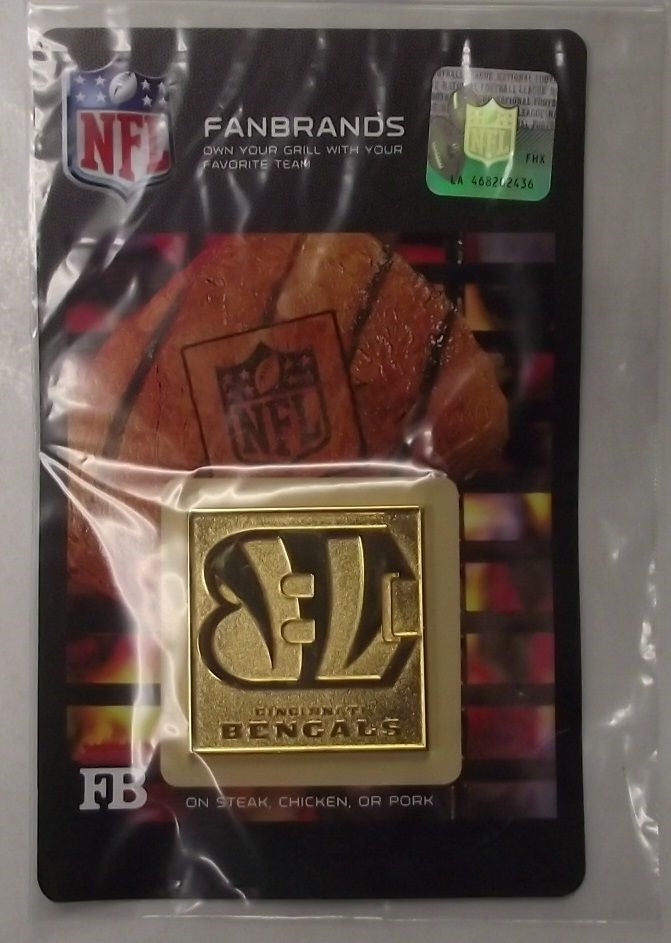 NFL
FANBRANDS
OWN YOUR GRILL WITH YOUR
FAVORITE TEAM
NFL
FHX
LA 468202436
NFL
CINCINNATI
BENGALS
FB
ON STEAK, CHICKEN, OR PORK